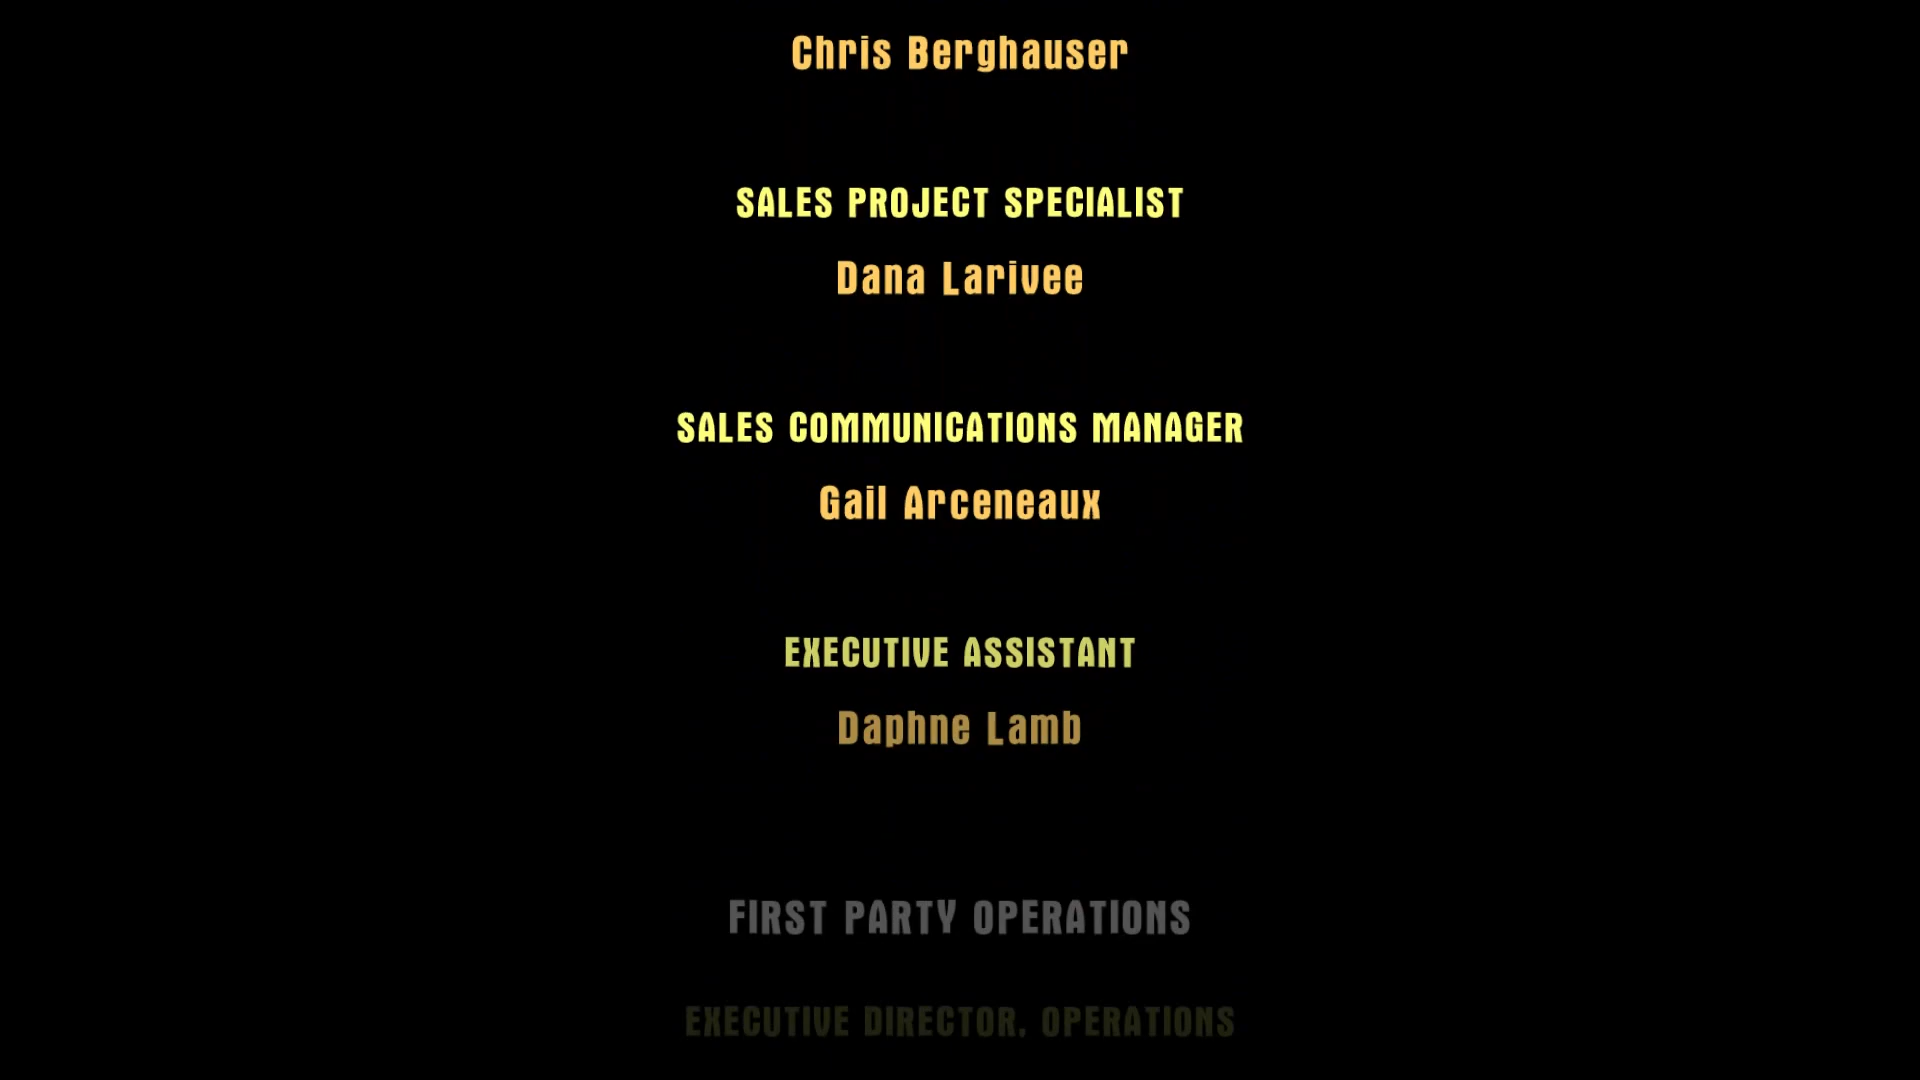 Chris Berghauser
SALES PROJECT SPECIALIST
Dana Larivee
SALES COMMUNICATIONS MANAGER
Gail Arceneaux
EXECUTIVE ASSISTANT
Daphne Lamb
FIRST PARTY OPERATIONS
EXECUTIVE DIRECTOR, OPERATIONS